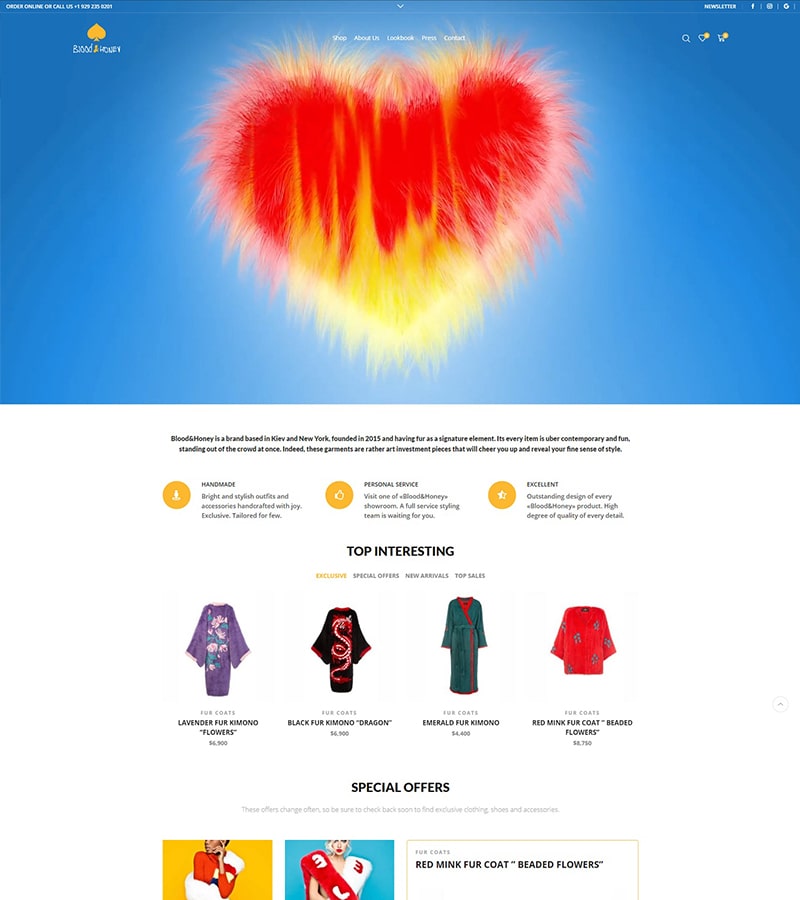 ORDER ONLINE OR CALL US +1 929 235 0201
NEWSLETTER
Blood & Honey
Shop About Us Lookbook Press Contact
Blood&Honey is a brand based in Kiev and New York, founded in 2015 and having fur as a signature element. Its every item is uber contemporary and fun,
standing out of the crowd at once. Indeed, these garments are rather art investment pieces that will cheer you up and reveal your fine sense of style.
HANDMADE
Bright and stylish outfits and
accessories handcrafted with joy.
Exclusive. Tailored for few.
PERSONAL SERVICE
Visit one of «Blood&Honey»
showroom. A full service styling
team is waiting for you.
EXCELLENT
Outstanding design of every
«Blood&Honey» product. High
degree of quality of every detail.
TOP INTERESTING
EXCLUSIVE SPECIAL OFFERS NEW ARRIVALS TOP SALES
FUR COATS
LAVENDER FUR KIMONO
“FLOWERS”
$6,900
FUR COATS
BLACK FUR KIMONO “DRAGON”
$6,900
FUR COATS
EMERALD FUR KIMONO
$4,400
FUR COATS
RED MINK FUR COAT ” BEADED
FLOWERS”
$8,750
SPECIAL OFFERS
These offers change often, so be sure to check back soon to find exclusive clothing, shoes and accessories.
FUR COATS
RED MINK FUR COAT ” BEADED FLOWERS”